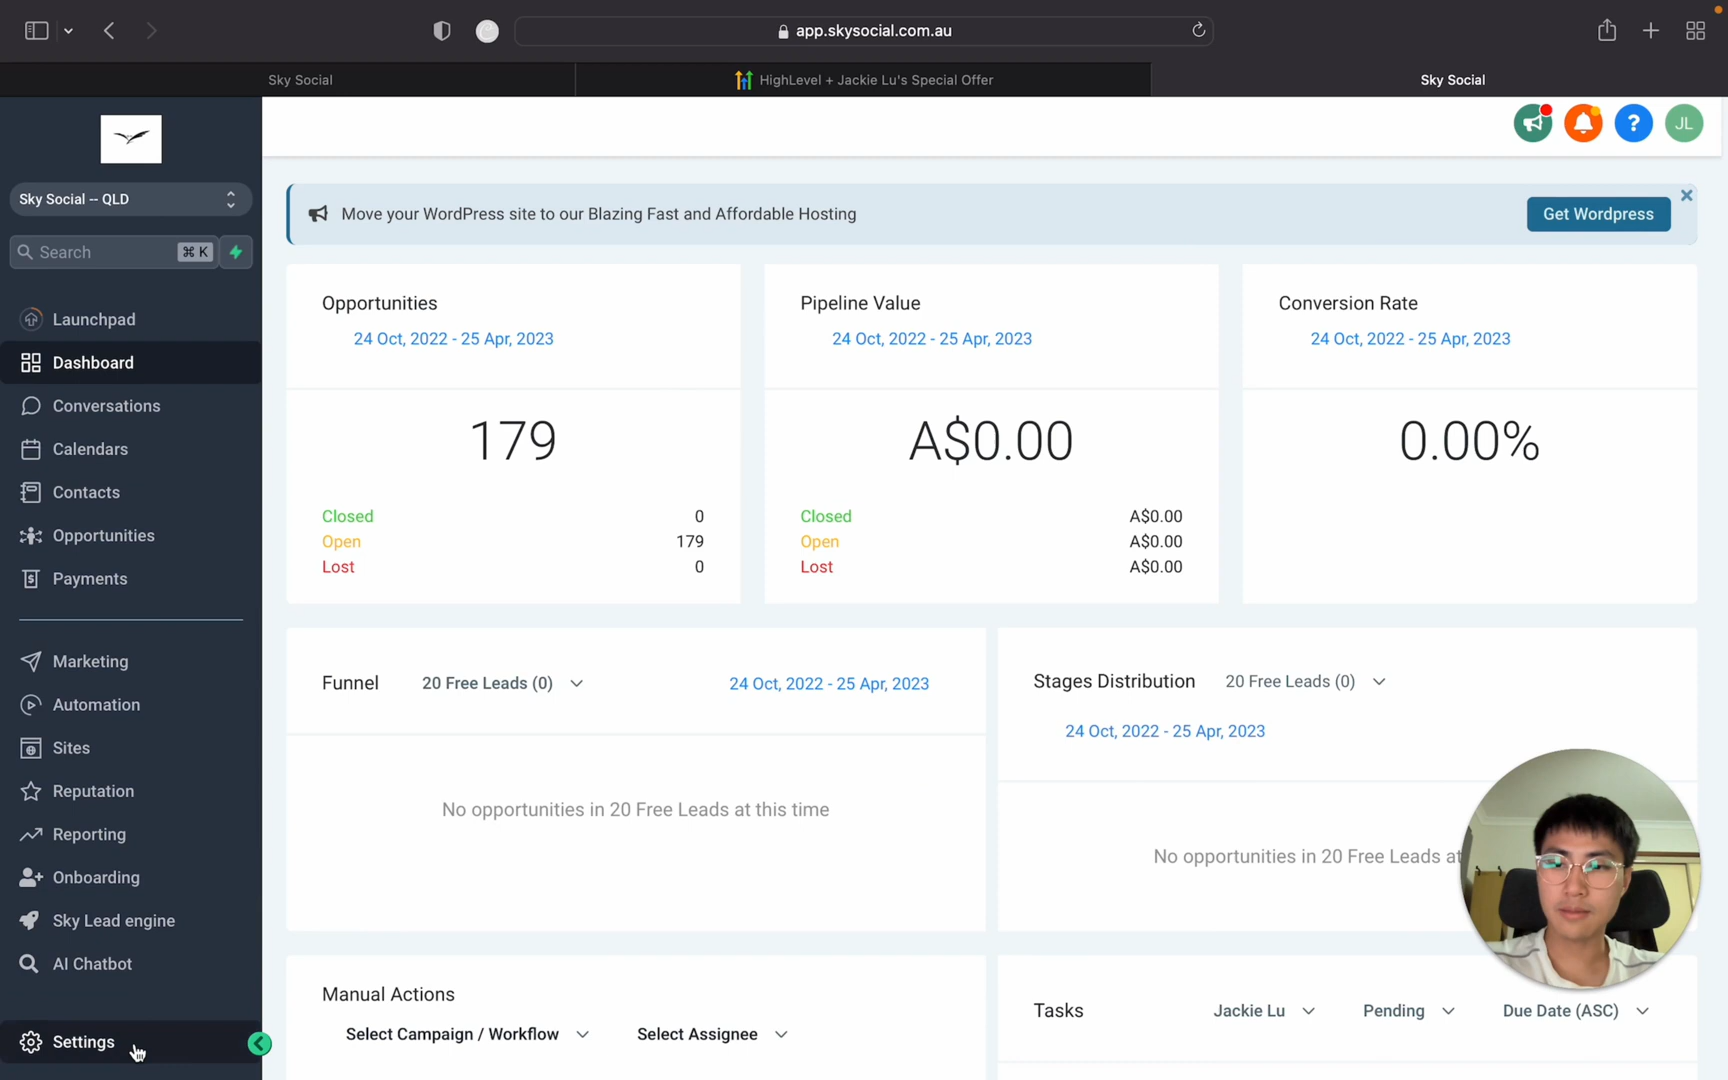 app.skysocial.com.au
Sky Social
HighLevel + Jackie Lu's Special Offer
Sky Social
Sky Social -- QLD
Search ⌘ K
Launchpad
Dashboard
Conversations
Calendars
Contacts
Opportunities
Payments
Marketing
Automation
Sites
Reputation
Reporting
Onboarding
Sky Lead engine
AI Chatbot
Settings
?
JL
Move your WordPress site to our Blazing Fast and Affordable Hosting
Get Wordpress
Opportunities
24 Oct, 2022 - 25 Apr, 2023
179
Closed 0
Open 179
Lost 0
Pipeline Value
24 Oct, 2022 - 25 Apr, 2023
A$0.00
Closed A$0.00
Open A$0.00
Lost A$0.00
Conversion Rate
24 Oct, 2022 - 25 Apr, 2023
0.00%
Funnel 20 Free Leads (0) 24 Oct, 2022 - 25 Apr, 2023
No opportunities in 20 Free Leads at this time
Stages Distribution 20 Free Leads (0)
24 Oct, 2022 - 25 Apr, 2023
No opportunities in 20 Free Leads at
Manual Actions
Select Campaign / Workflow Select Assignee
Tasks Jackie Lu Pending Due Date (ASC)